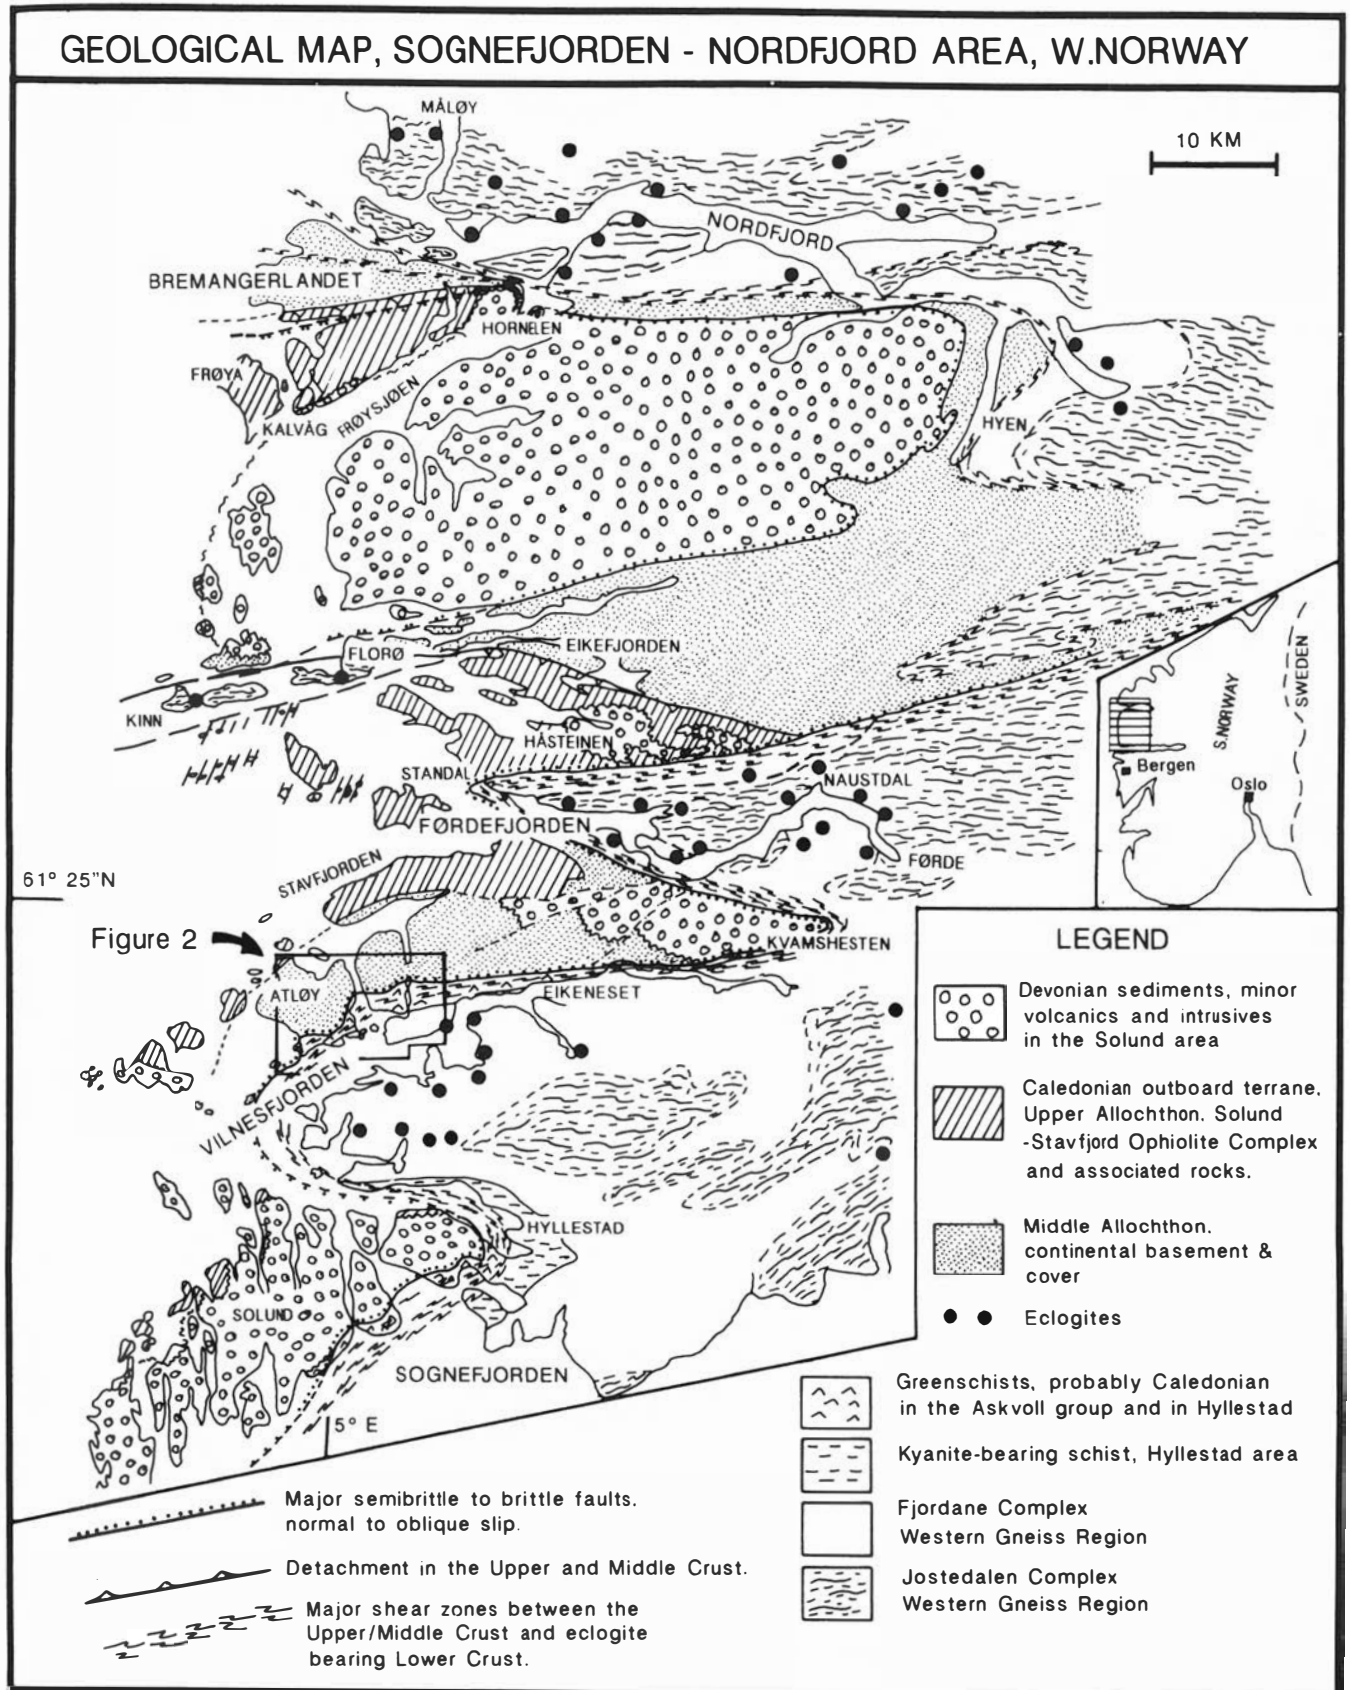 GEOLOGICAL MAP, SOGNEFJORDEN - NORDFJORD AREA, W.NORWAY
MÅLØY
10 KM
NORDFJORD
BREMANGERLANDET
HORNELEN
FRØYA
KALVÅG
FRØYSJØEN
HYEN
FLORØ
EIKEFJORDEN
KINN
HÅSTEINEN
STANDAL
NAUSTDAL
FØRDEFJORDEN
FØRDE
STAVFJORDEN
61° 25"N
S.NORWAY
SWEDEN
Bergen
Oslo
Figure 2
KVAMSHESTEN
ATLØY
EIKENESET
VILNESFJORDEN
HYLLESTAD
SOLUND
SOGNEFJORDEN
5° E
LEGEND
Devonian sediments, minor
volcanics and intrusives
in the Solund area
Caledonian outboard terrane,
Upper Allochthon. Solund
-Stavfjord Ophiolite Complex
and associated rocks.
Middle Allochthon.
continental basement &
cover
Eclogites
Greenschists, probably Caledonian
in the Askvoll group and in Hyllestad
Kyanite-bearing schist, Hyllestad area
Fjordane Complex
Western Gneiss Region
Jostedalen Complex
Western Gneiss Region
Major semibrittle to brittle faults.
normal to oblique slip.
Detachment in the Upper and Middle Crust.
Major shear zones between the
Upper/Middle Crust and eclogite
bearing Lower Crust.